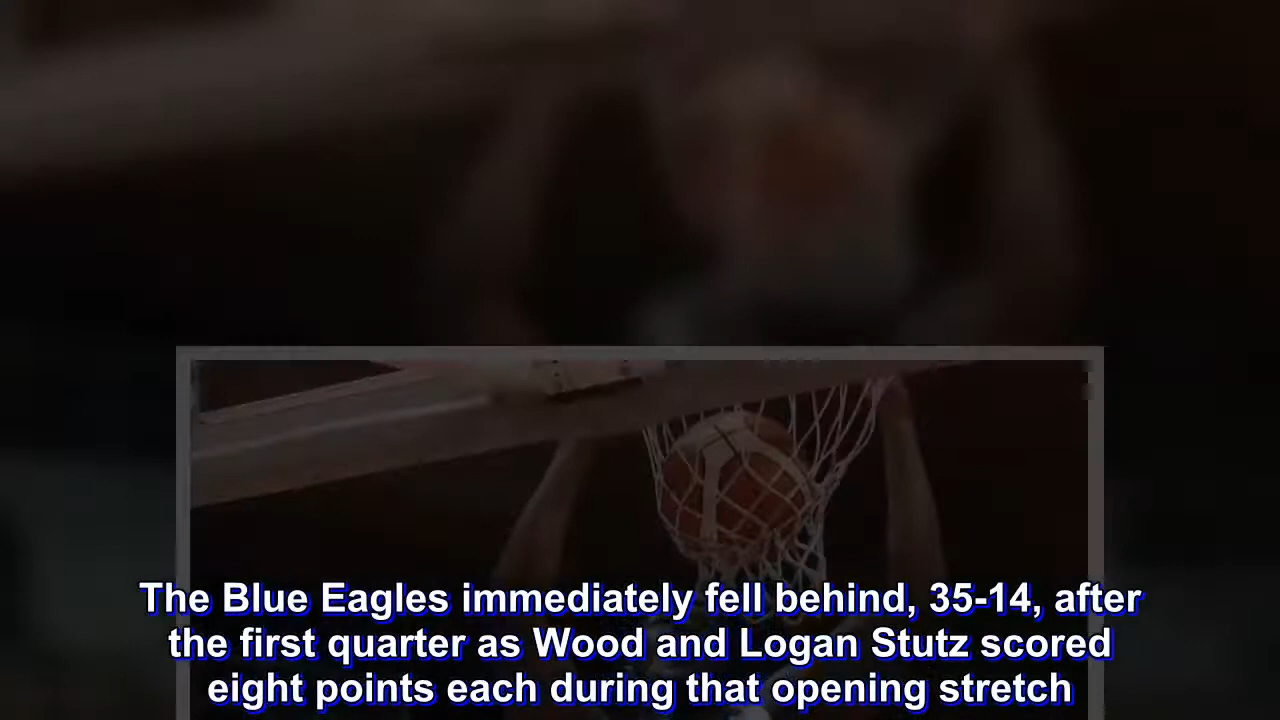 The Blue Eagles immediately fell behind, 35-14, after
the first quarter as Wood and Logan Stutz scored
eight points each during that opening stretch